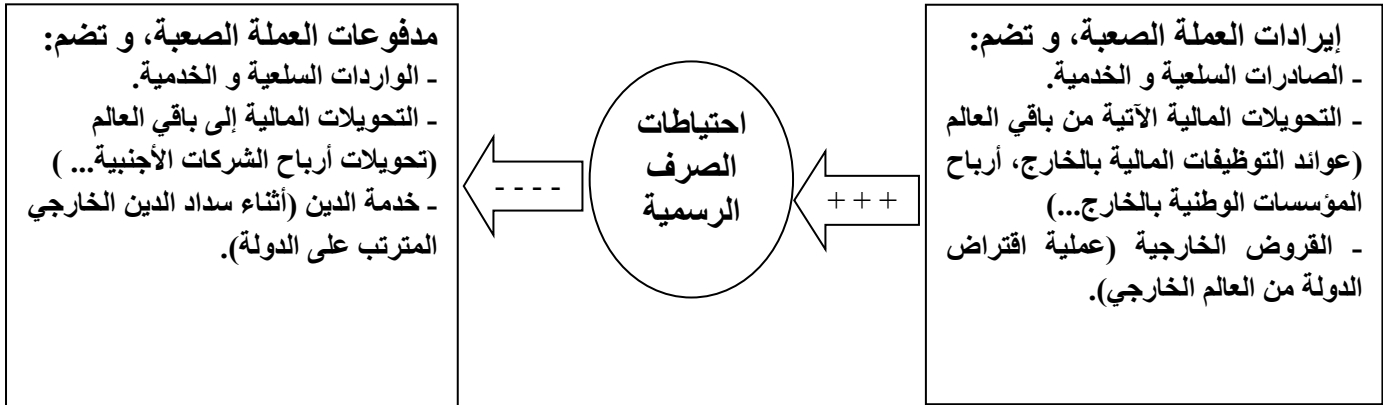 إيرادات العملة الصعبة، و تضم:
- الصادرات السلعية و الخدمية.
- التحويلات المالية الآتية من باقي العالم
(عوائد التوظيفات المالية بالخارج، أرباح
المؤسسات الوطنية بالخارج...)
- القروض الخارجية (عملية اقتراض
الدولة من العالم الخارجي).
+ + +
احتياطات
الصرف
الرسمية
- - - -
مدفوعات العملة الصعبة، و تضم:
- الواردات السلعية و الخدمية.
- التحويلات المالية إلى باقي العالم
(تحويلات أرباح الشركات الأجنبية... )
- خدمة الدين (أثناء سداد الدين الخارجي
المترتب على الدولة).